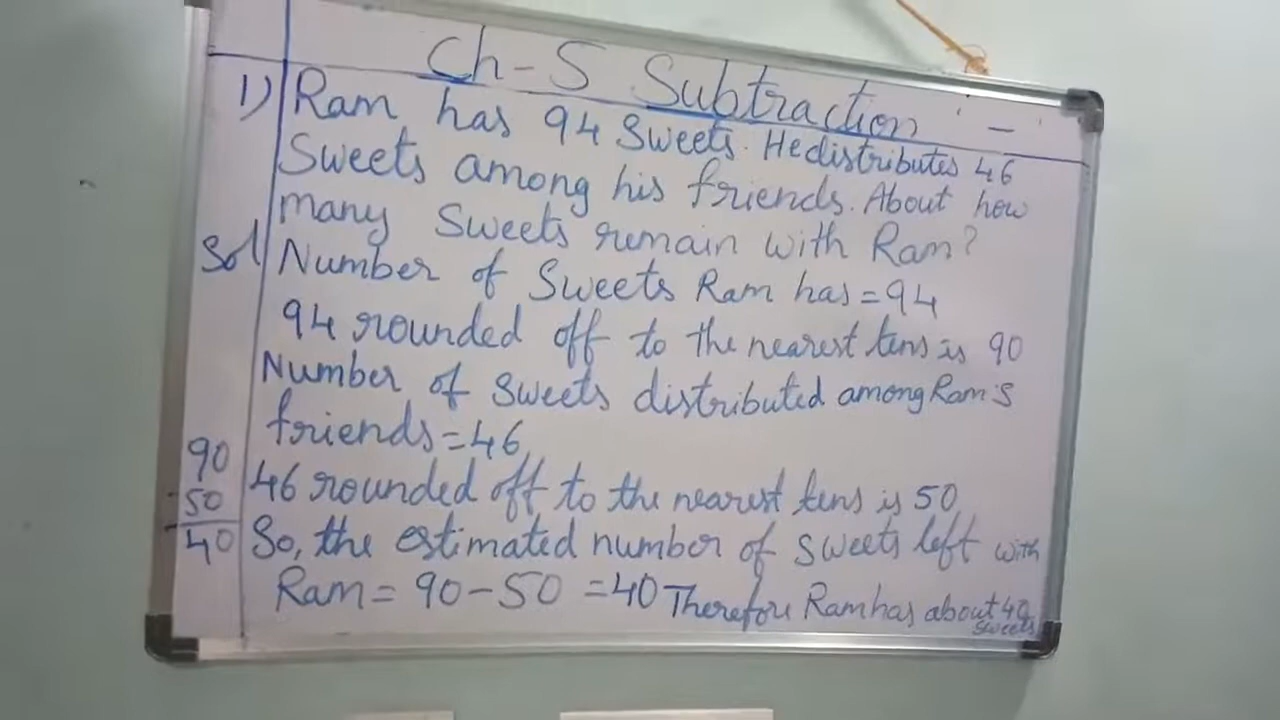 Ch-5 Subtraction
1) Ram has 94 Sweets. He distributes 46
Sweets among his friends. About how
many Sweets remain with Ram?
Sol Number of Sweets Ram has = 94
94 rounded off to the nearest tens is 90
Number of Sweets distributed among Ram's
friends = 46
46 rounded off to the nearest tens is 50
So, the estimated number of sweets left with
Ram = 90 - 50 = 40 Therefore Ram has about 40
sweets
90
- 50
40